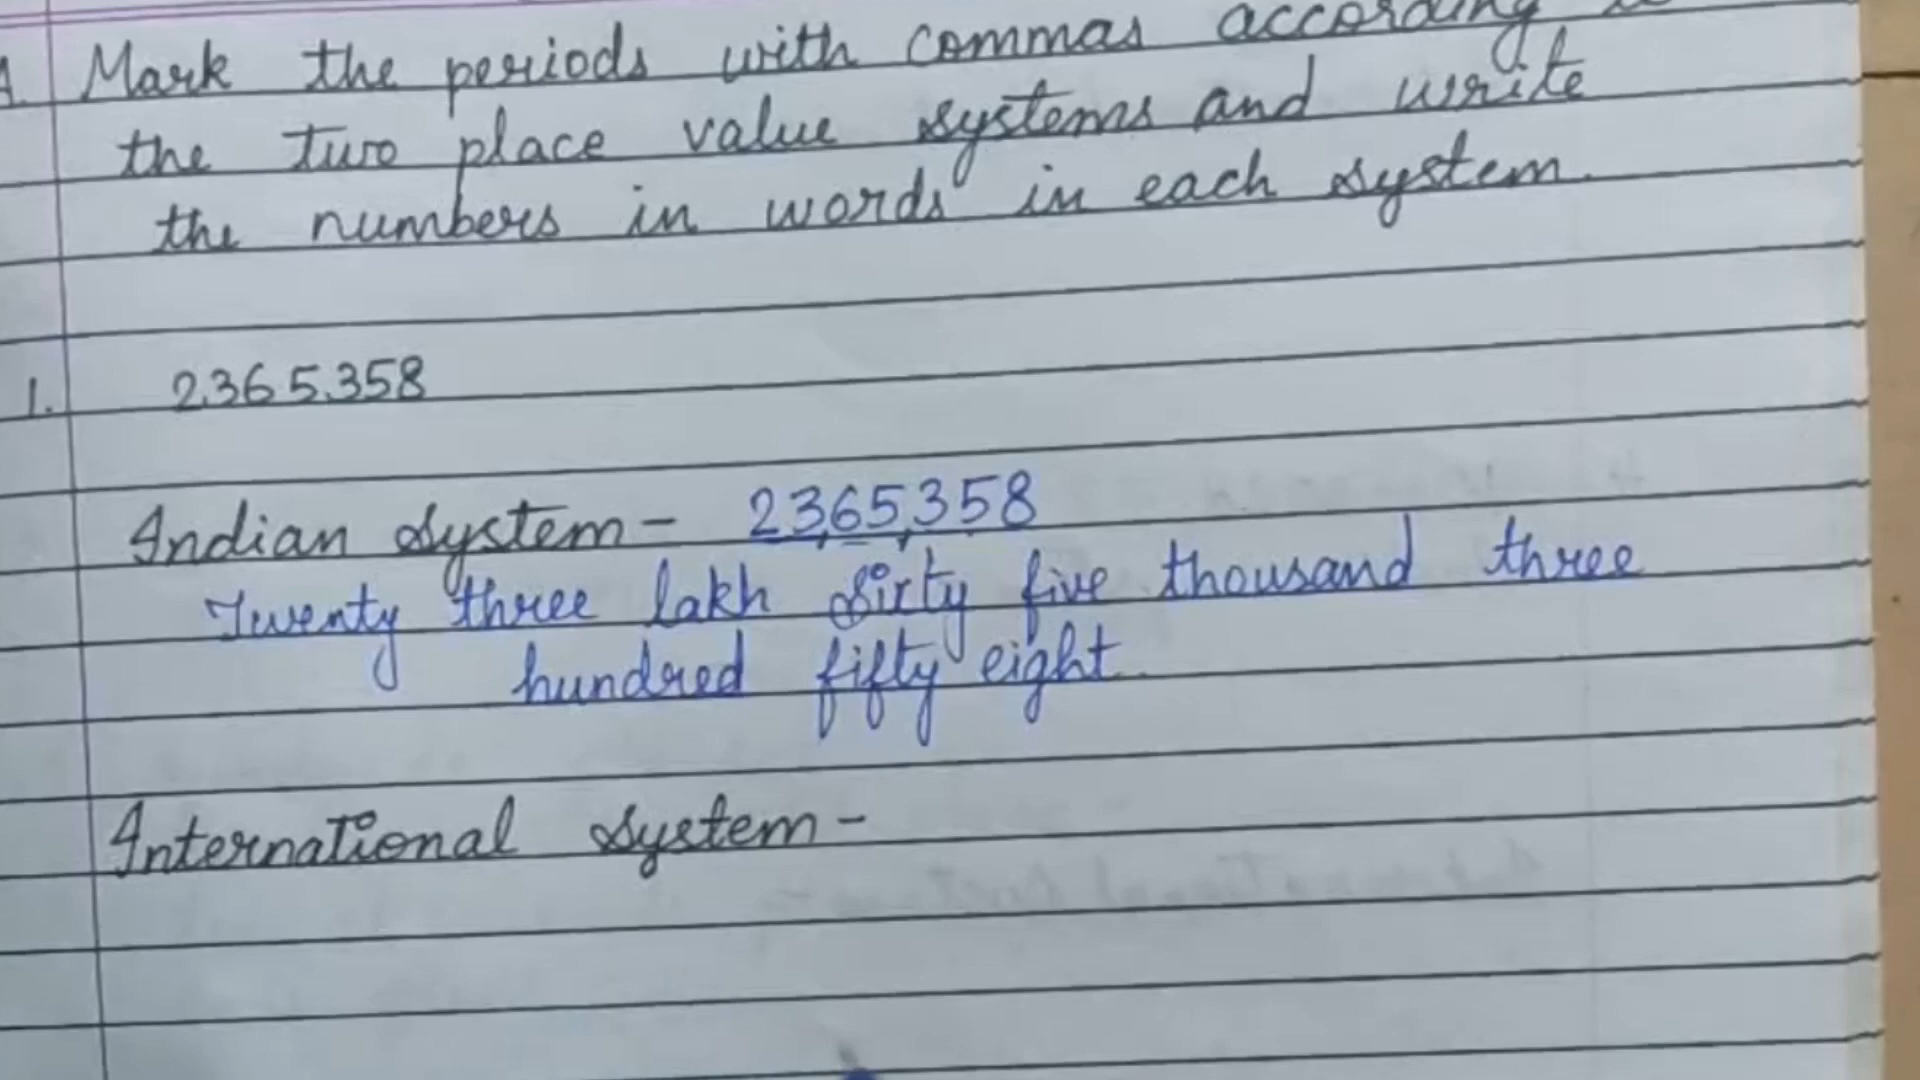 A. Mark the periods with commas according
the two place value systems and write
the numbers in words in each system.
1. 2365358
Indian System - 23,65,358
Twenty three lakh Sixty five thousand three
hundred fifty eight.
International System -